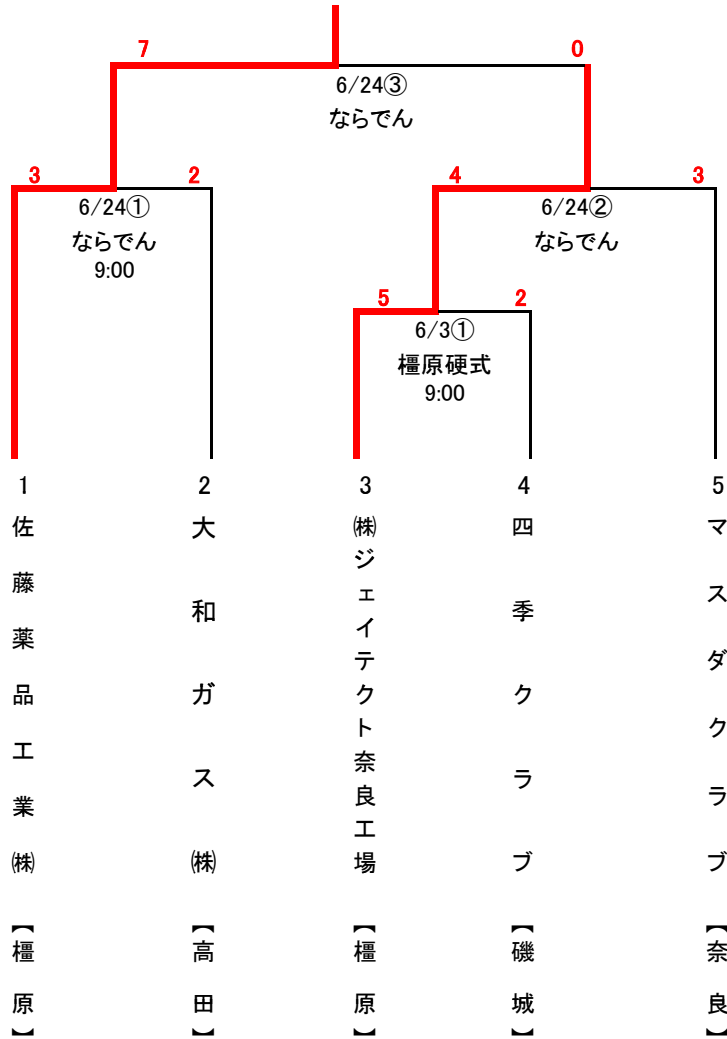 7
0
6/24③
ならでん
3
2
4
3
6/24①
ならでん
9:00
6/24②
ならでん
5
2
6/3①
橿原硬式
9:00
1
2
3
4
5
佐藤薬品工業㈱
大和ガス㈱
㈱ジェイテクト奈良工場
四季クラブ
マスダクラブ
【橿原】
【高田】
【橿原】
【磯城】
【奈良】